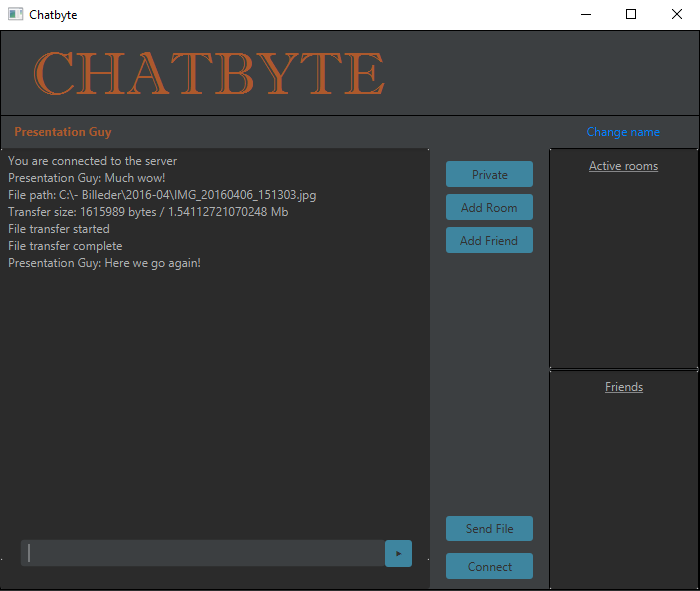 Chatbyte
CHATBYTE
Presentation Guy
Change name
You are connected to the server
Presentation Guy: Much wow!
File path: C:\- Billeder\2016-04\IMG_20160406_151303.jpg
Transfer size: 1615989 bytes / 1.54112721070248 Mb
File transfer started
File transfer complete
Presentation Guy: Here we go again!
Private
Add Room
Add Friend
Send File
Connect
Active rooms
Friends